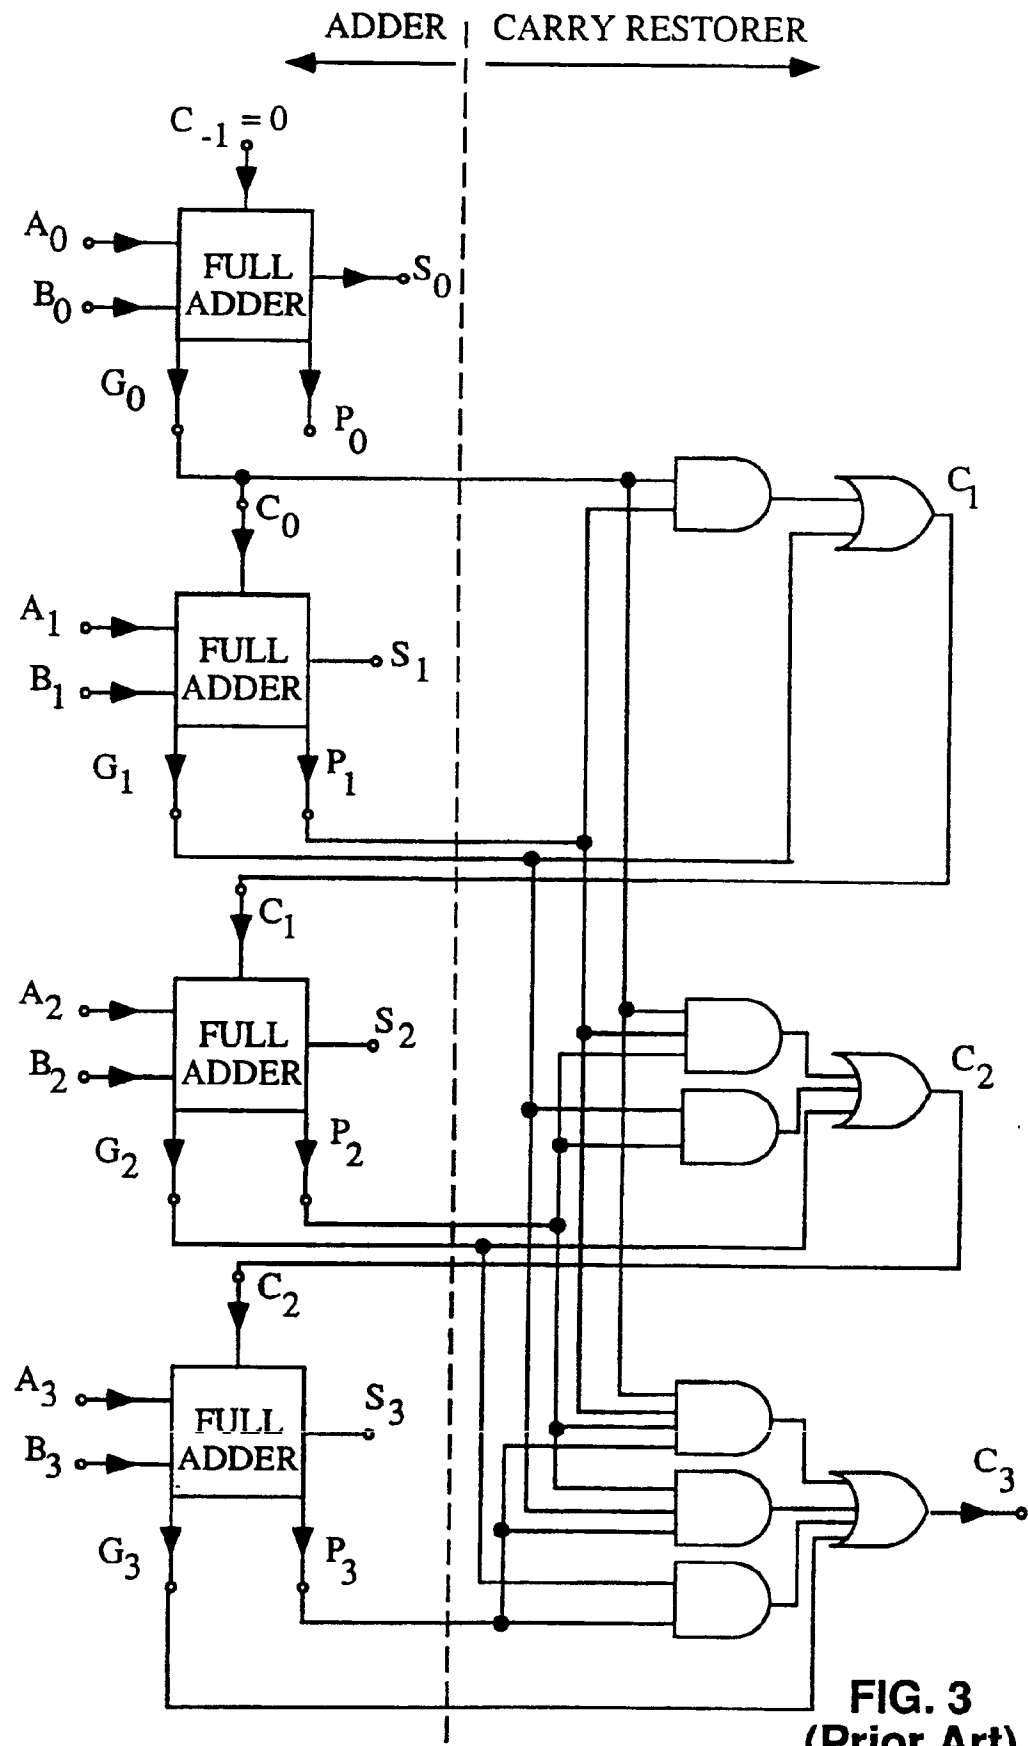 ADDER CARRY RESTORER
C-1 = 0
A0
FULL ADDER
S0
B0
G0
P0
C1
C0
A1
FULL ADDER
S1
B1
G1
P1
C1
A2
FULL ADDER
S2
B2
C2
G2
P2
C2
A3
FULL ADDER
S3
B3
C3
G3
P3
FIG. 3
(Prior Art)